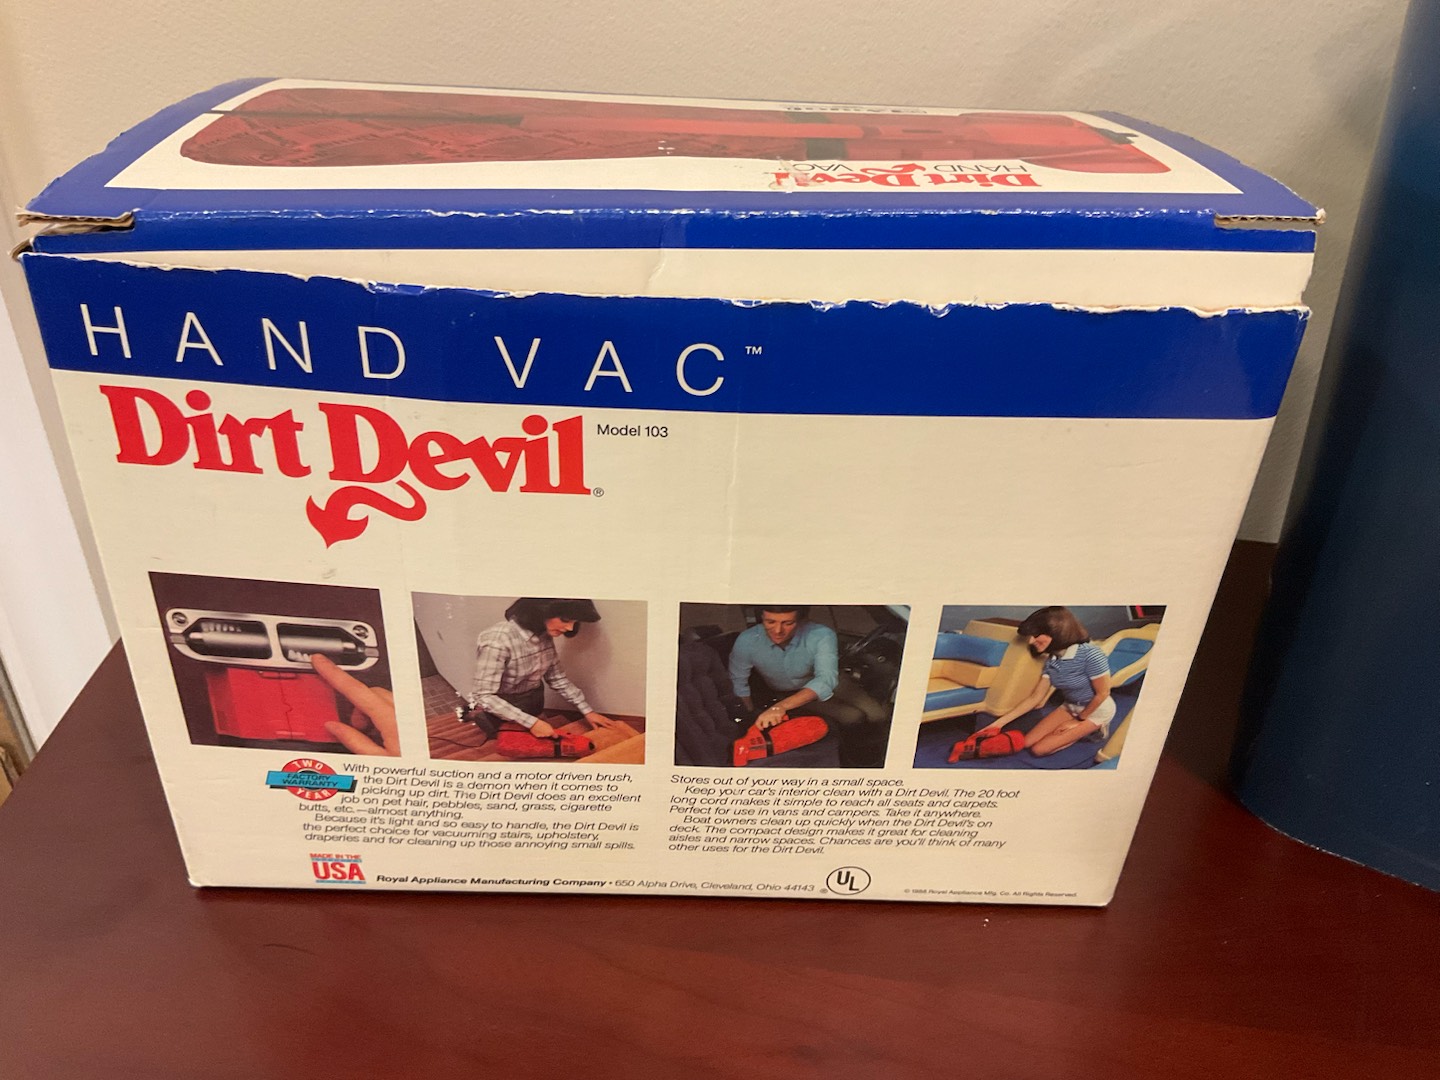 Dirt Devil
HAND VAC
HAND VAC™
Dirt Devil®
Model 103
TWO
FACTORY
WARRANTY
YEAR
With powerful suction and a motor driven brush,
the Dirt Devil is a demon when it comes to
picking up dirt. The Dirt Devil does an excellent
job on pet hair, pebbles, sand, grass, cigarette
butts, etc.—almost anything.
Because it's light and so easy to handle, the Dirt Devil is
the perfect choice for vacuuming stairs, upholstery,
draperies and for cleaning up those annoying small spills.
Stores out of your way in a small space.
Keep your car's interior clean with a Dirt Devil. The 20 foot
long cord makes it simple to reach all seats and carpets.
Perfect for use in vans and campers. Take it anywhere.
Boat owners clean up quickly when the Dirt Devil's on
deck. The compact design makes it great for cleaning
aisles and narrow spaces. Chances are you'll think of many
other uses for the Dirt Devil.
MADE IN THE
USA
Royal Appliance Manufacturing Company • 650 Alpha Drive, Cleveland, Ohio 44143
UL®
© 1988 Royal Appliance Mfg. Co. All Rights Reserved.